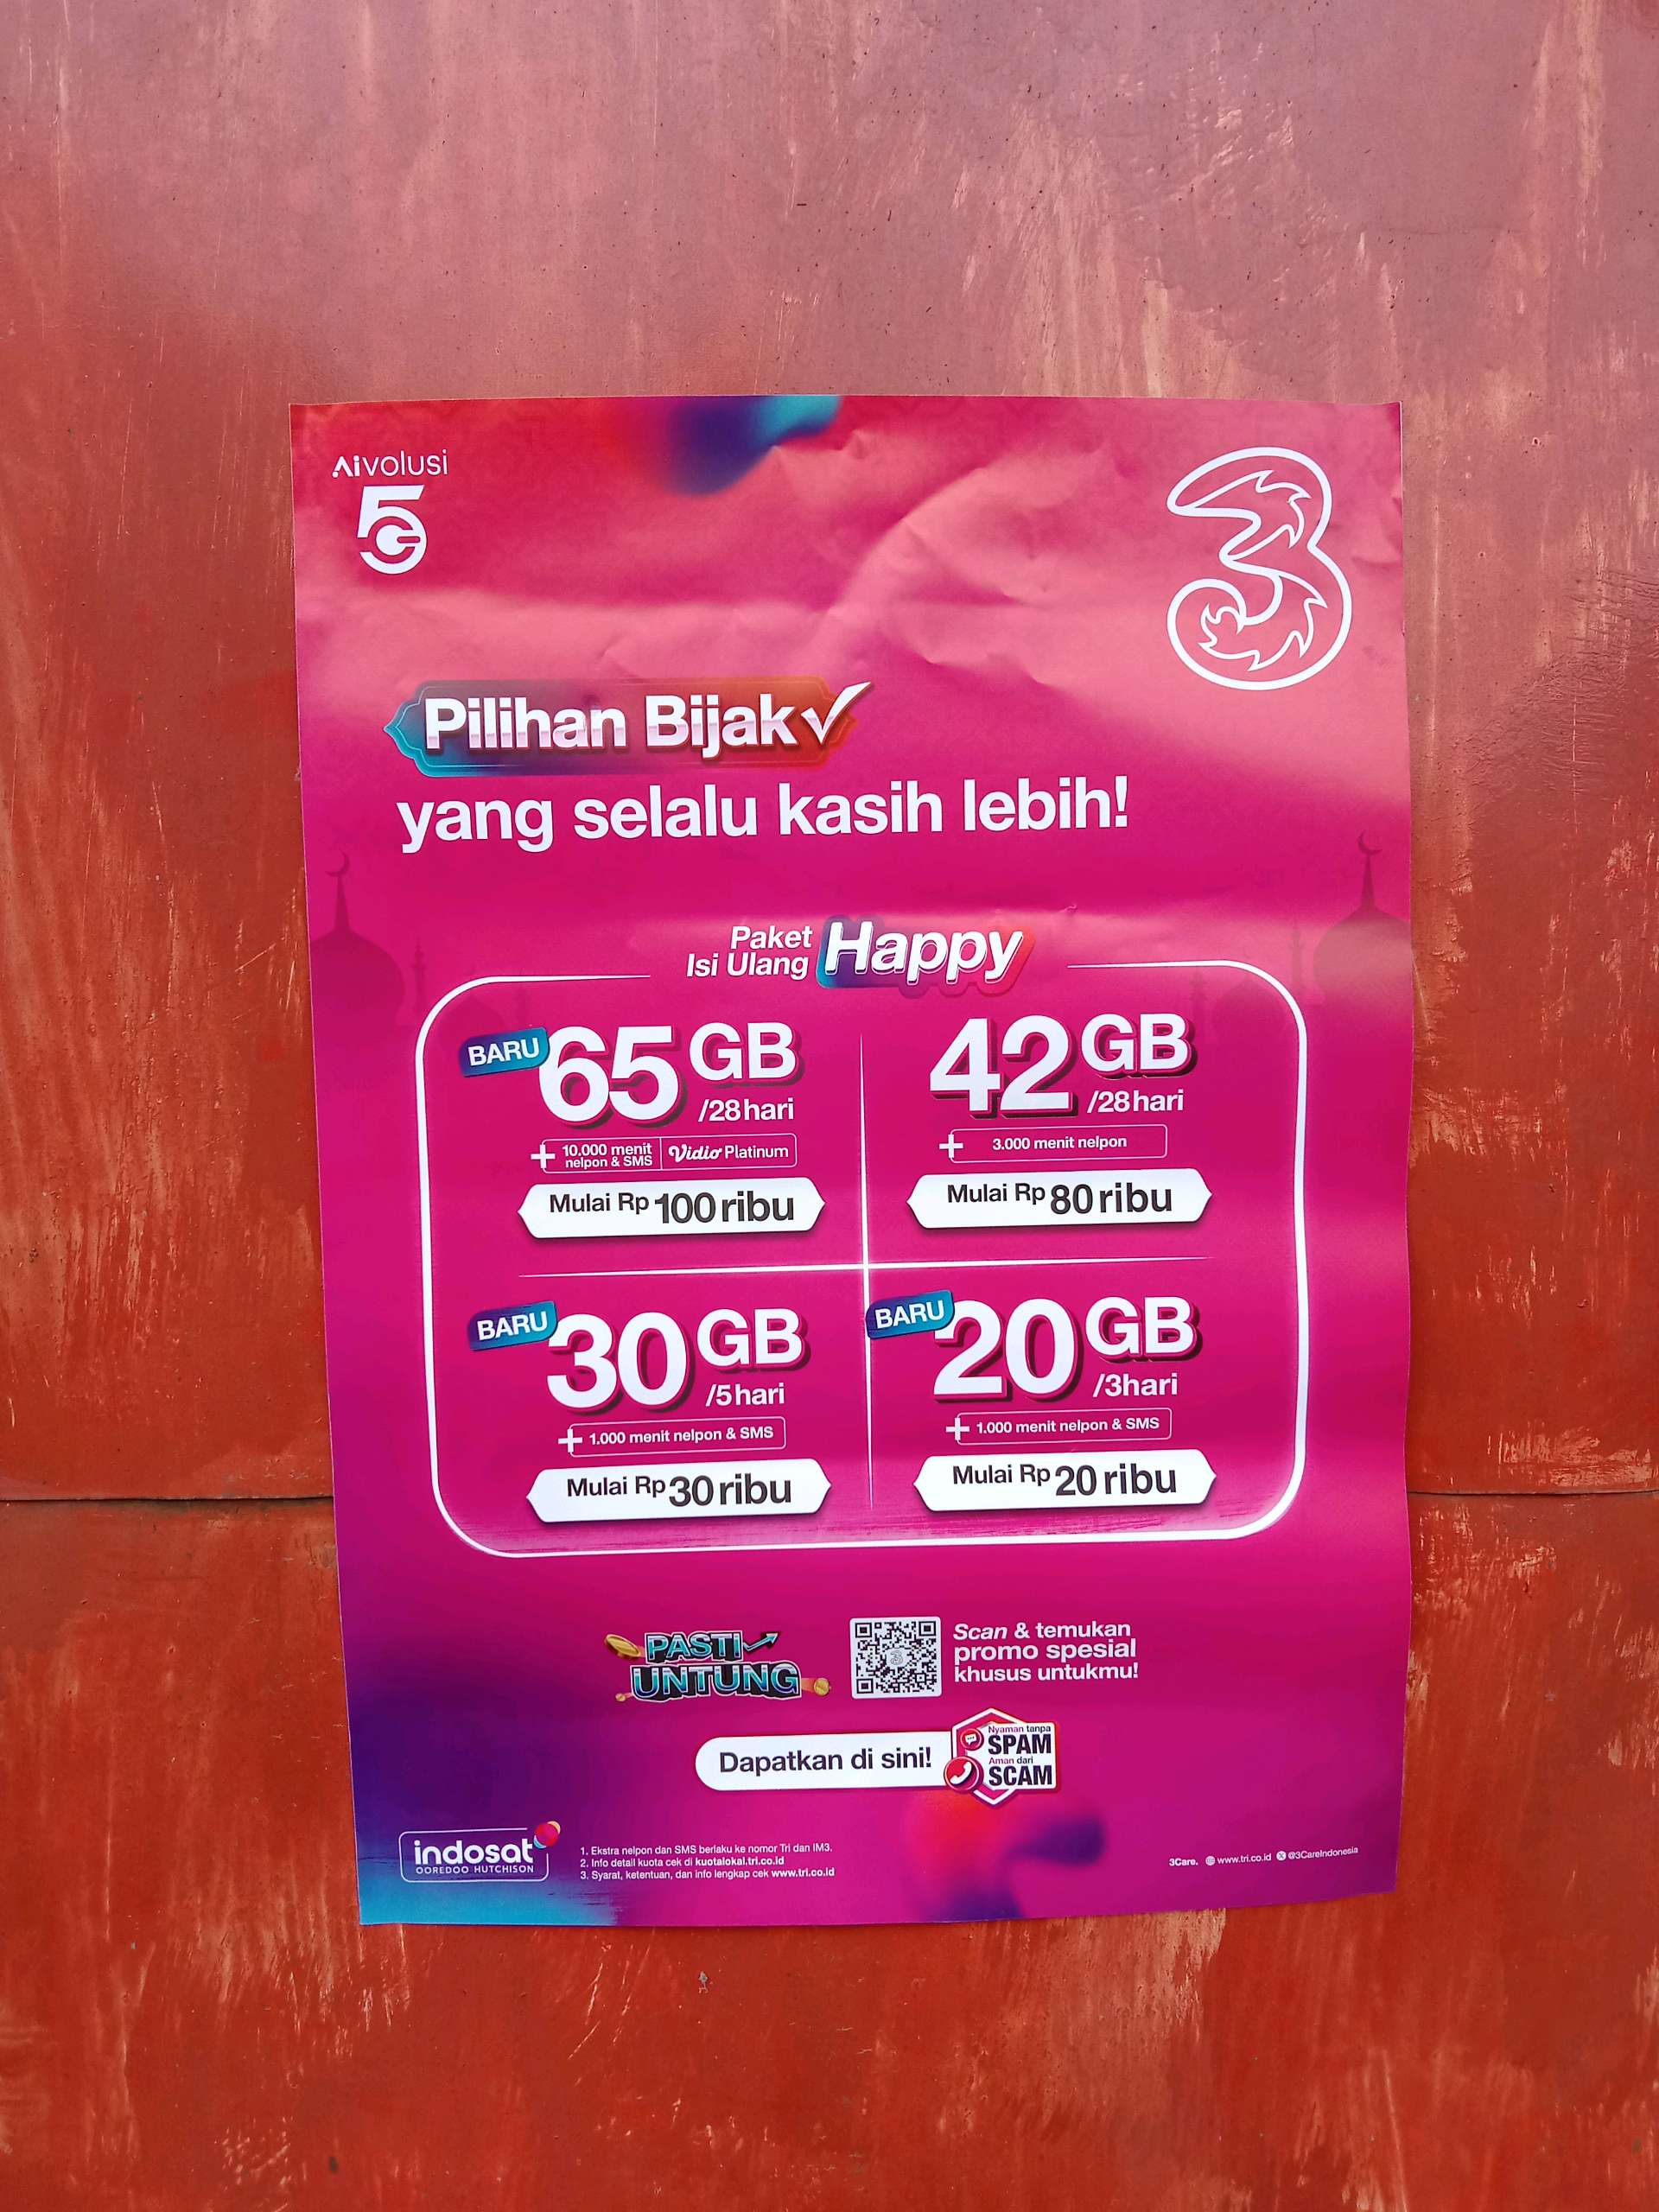 Aivolusi
5G
3
Pilihan Bijak
yang selalu kasih lebih!
Paket
Isi Ulang
Happy
BARU
65 GB
/28hari
+ 10.000 menit
nelpon & SMS
Vidio Platinum
Mulai Rp 100 ribu
42 GB
/28hari
+ 3.000 menit nelpon
Mulai Rp 80 ribu
BARU
30 GB
/5hari
+ 1.000 menit nelpon & SMS
Mulai Rp 30 ribu
BARU
20 GB
/3hari
+ 1.000 menit nelpon & SMS
Mulai Rp 20 ribu
PASTI
UNTUNG
3
Scan & temukan
promo spesial
khusus untukmu!
Dapatkan di sini!
Nyaman tanpa
SPAM
Aman dari
SCAM
indosat
OOREDOO HUTCHISON
1. Ekstra nelpon dan SMS berlaku ke nomor Tri dan IM3.
2. Info detail kuota cek di kuotalokal.tri.co.id
3. Syarat, ketentuan, dan info lengkap cek www.tri.co.id
3Care. www.tri.co.id @3CareIndonesia